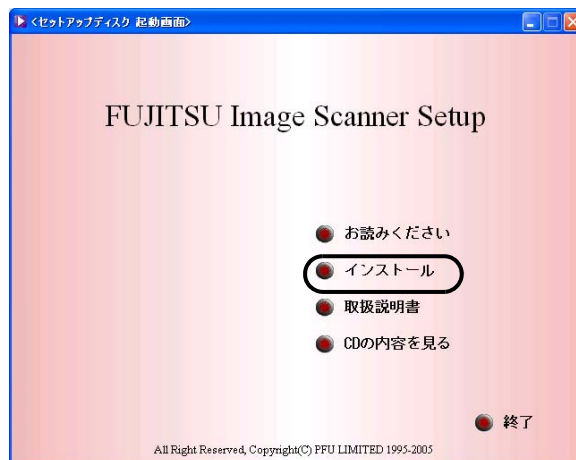 <セットアップディスク 起動画面>
FUJITSU Image Scanner Setup
お読みください
インストール
取扱説明書
CDの内容を見る
終了
All Right Reserved, Copyright(C) PFU LIMITED 1995-2005